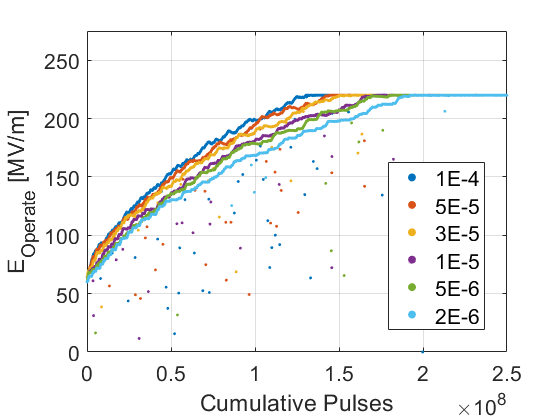 250
200
150
100
50
0
E_Operate [MV/m]
1E-4
5E-5
3E-5
1E-5
5E-6
2E-6
0 0.5 1 1.5 2 2.5
Cumulative Pulses
×10^8